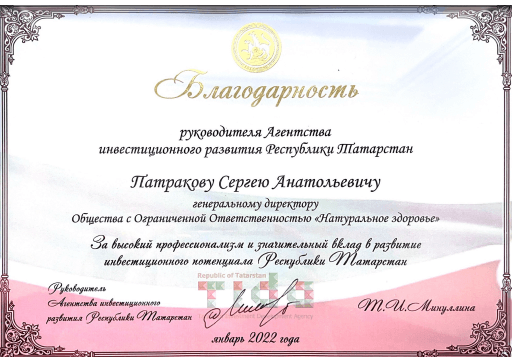 Благодарность
руководителя Агентства
инвестиционного развития Республики Татарстан
Патракову Сергею Анатольевичу
генеральному директору
Общества с Ограниченной Ответственностью «Натуральное здоровье»
За высокий профессионализм и значительный вклад в развитие
инвестиционного потенциала Республики Татарстан
Republic of Tatarstan
tida
Agency
Руководитель
Агентства инвестиционного
развития Республики Татарстан
Т.И.Минуллина
январь 2022 года